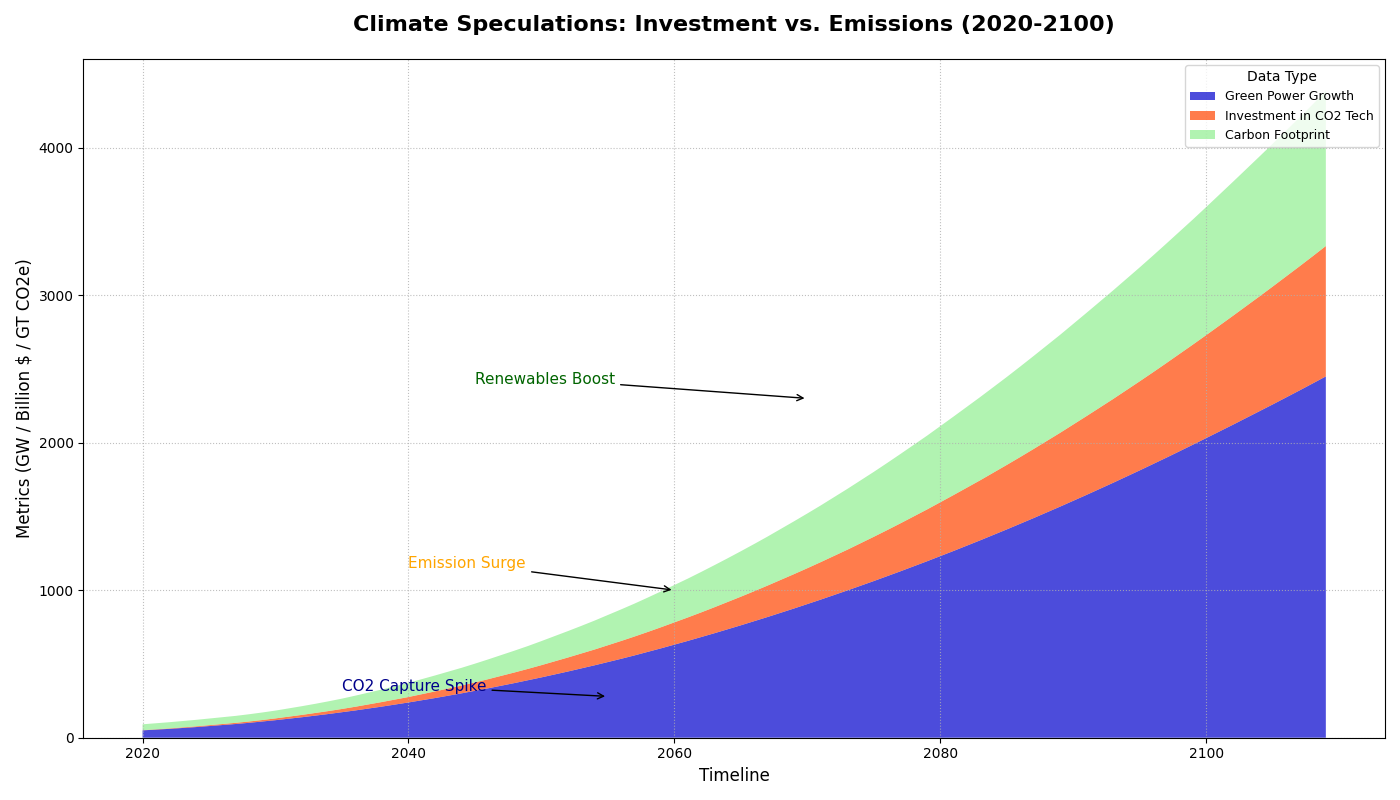 Climate Speculations: Investment vs. Emissions (2020-2100)
Data Type
Green Power Growth
Investment in CO2 Tech
Carbon Footprint
Metrics (GW / Billion $ / GT CO2e)
4000
3000
2000
1000
0
Renewables Boost
Emission Surge
CO2 Capture Spike
2020
2040
2060
2080
2100
Timeline